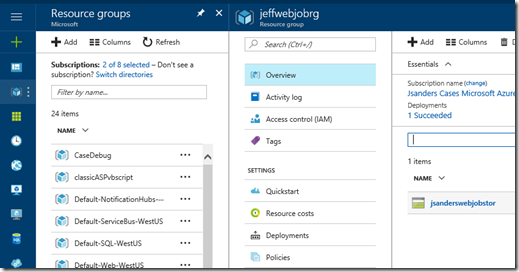 Resource groups
Microsoft
Add
Columns
Refresh
Subscriptions: 2 of 8 selected – Don't see a
subscription? Switch directories
Filter by name...
24 items
NAME
CaseDebug
classicASPvbscript
Default-NotificationHubs-
Default-ServiceBus-WestUS
Default-SQL-WestUS
Default-Web-WestUS
jeffwebjobrg
Resource group
Search (Ctrl+/)
Overview
Activity log
Access control (IAM)
Tags
SETTINGS
Quickstart
Resource costs
Deployments
Policies
Add
Columns
Essentials
Subscription name (change)
Jsanders Cases Microsoft Azure
Deployments
1 Succeeded
1 items
NAME
jsanderswebjobstor